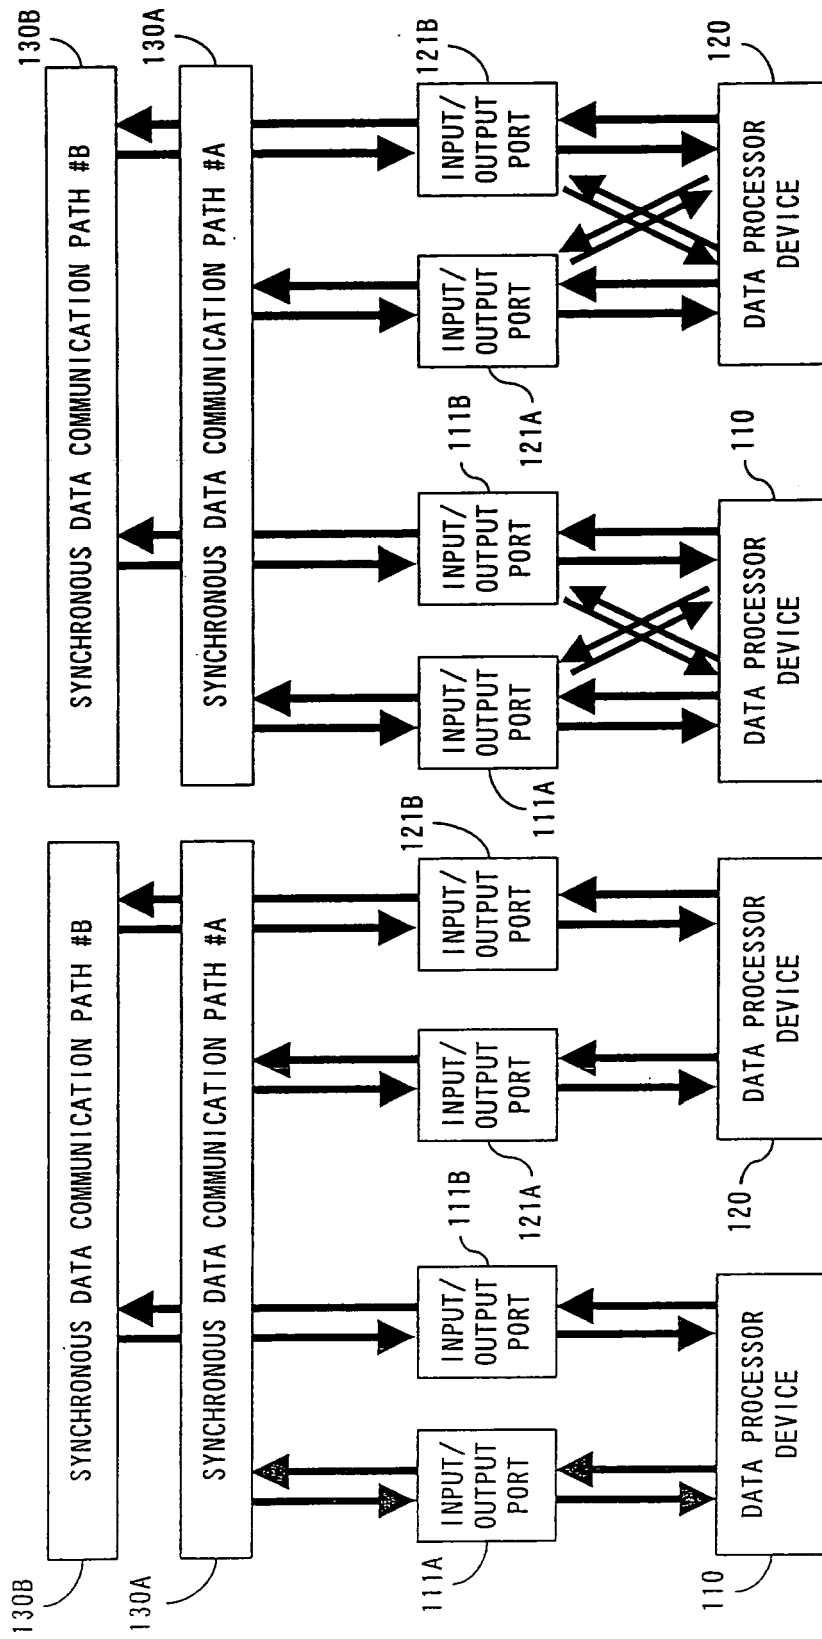 130B
SYNCHRONOUS DATA COMMUNICATION PATH #B
130A
SYNCHRONOUS DATA COMMUNICATION PATH #A
111A
INPUT/
OUTPUT
PORT
111B
INPUT/
OUTPUT
PORT
121A
INPUT/
OUTPUT
PORT
121B
INPUT/
OUTPUT
PORT
110
DATA PROCESSOR
DEVICE
120
DATA PROCESSOR
DEVICE
130B
SYNCHRONOUS DATA COMMUNICATION PATH #B
130A
SYNCHRONOUS DATA COMMUNICATION PATH #A
111A
INPUT/
OUTPUT
PORT
111B
INPUT/
OUTPUT
PORT
121A
INPUT/
OUTPUT
PORT
121B
INPUT/
OUTPUT
PORT
110
DATA PROCESSOR
DEVICE
120
DATA PROCESSOR
DEVICE